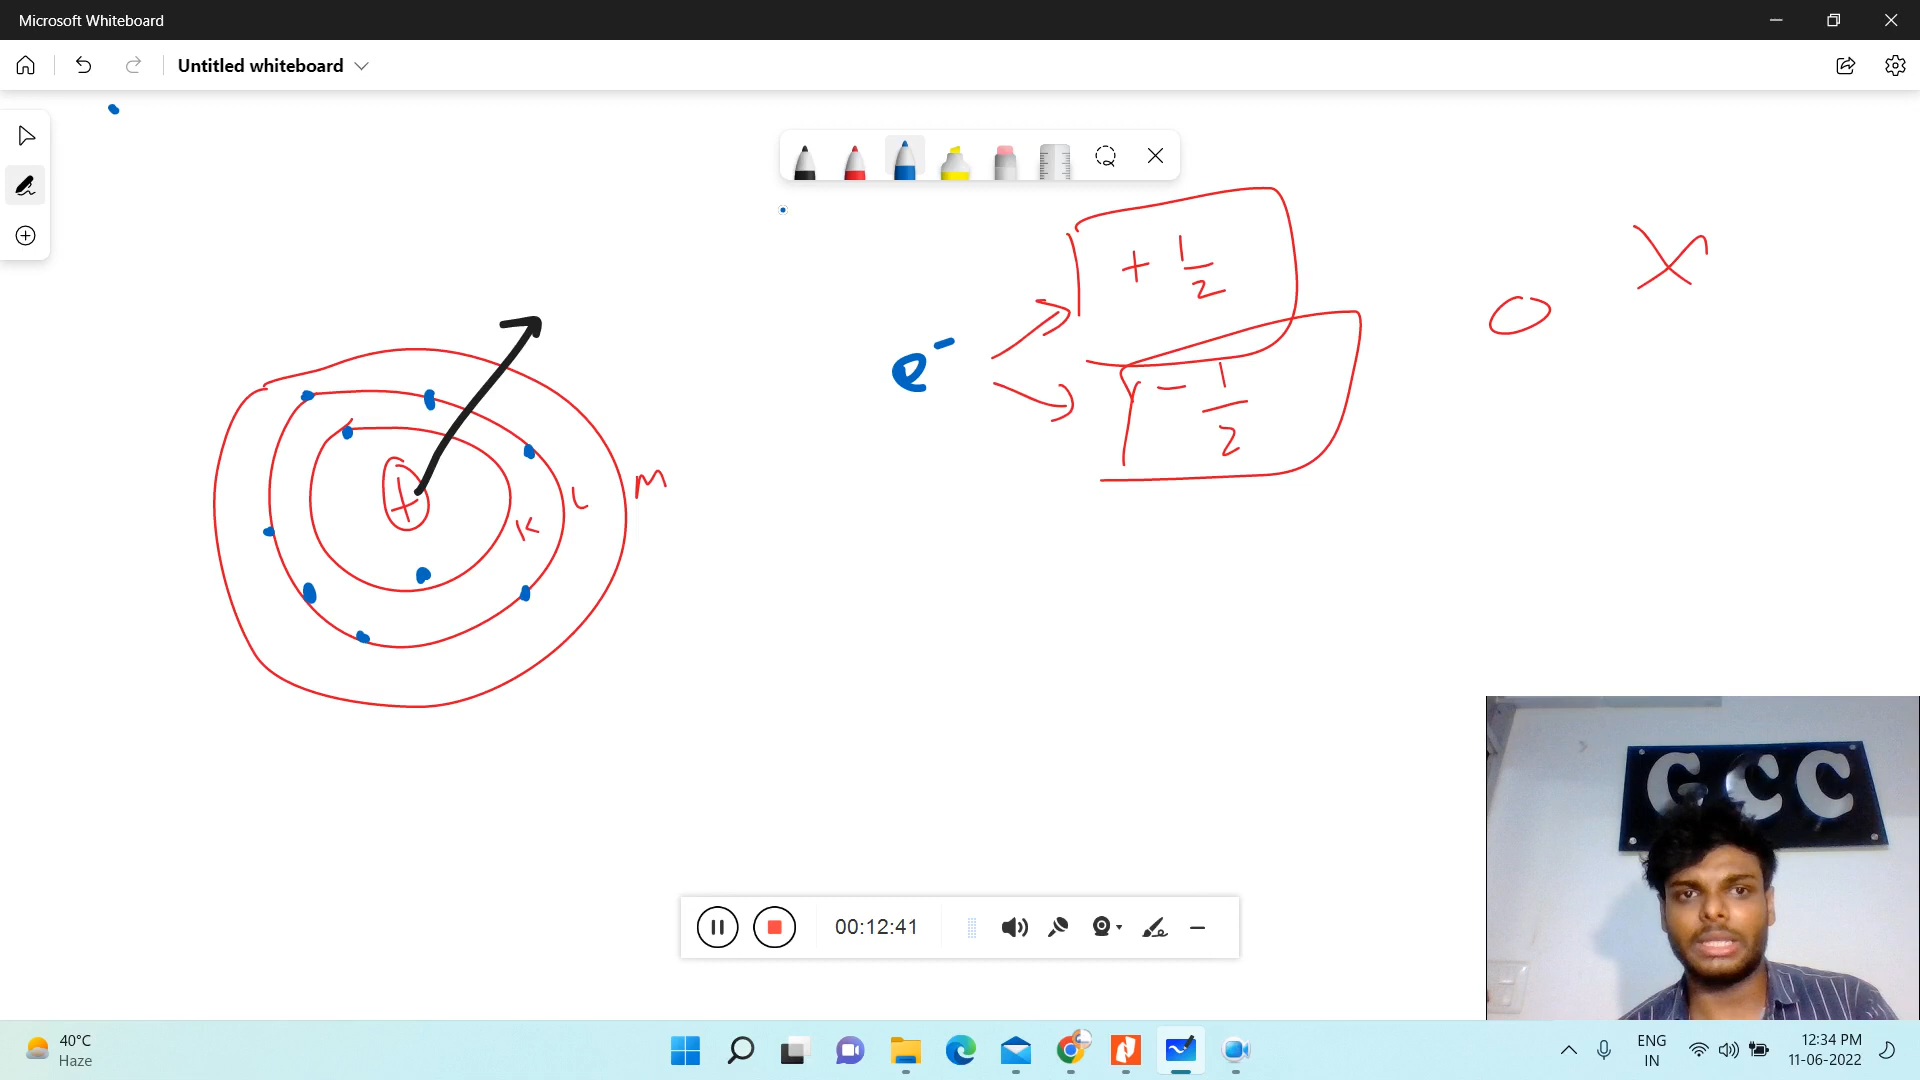 Microsoft Whiteboard
Untitled whiteboard
+ 1/2
e-
- 1/2
O
X
+
K
L
M
GCC
00:12:41
40°C
Haze
ENG
IN
12:34 PM
11-06-2022